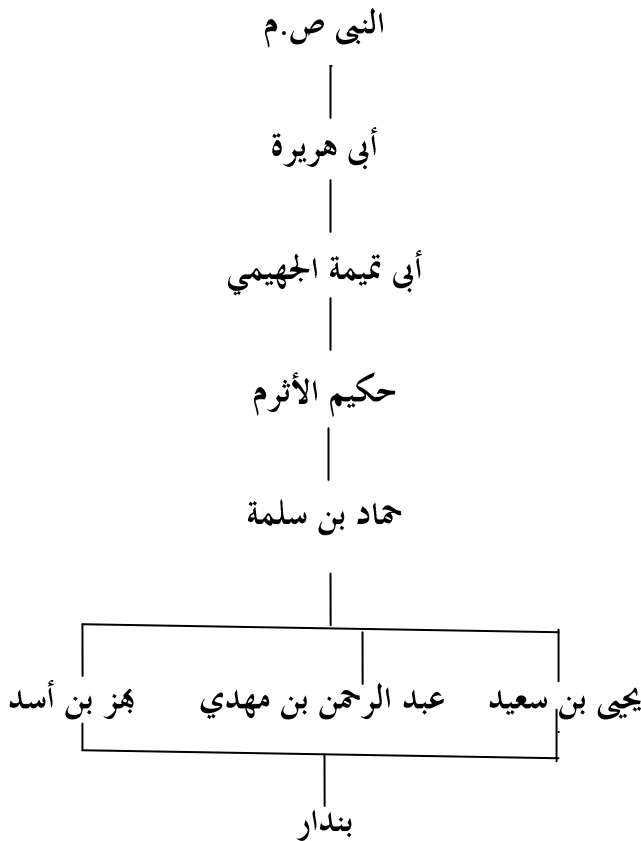 النبى ص.م
أبى هريرة
أبى تميمة الجهيمي
حكيم الأثرم
حماد بن سلمة
يحيى بن سعيد عبد الرحمن بن مهدي بهز بن أسد
بندار